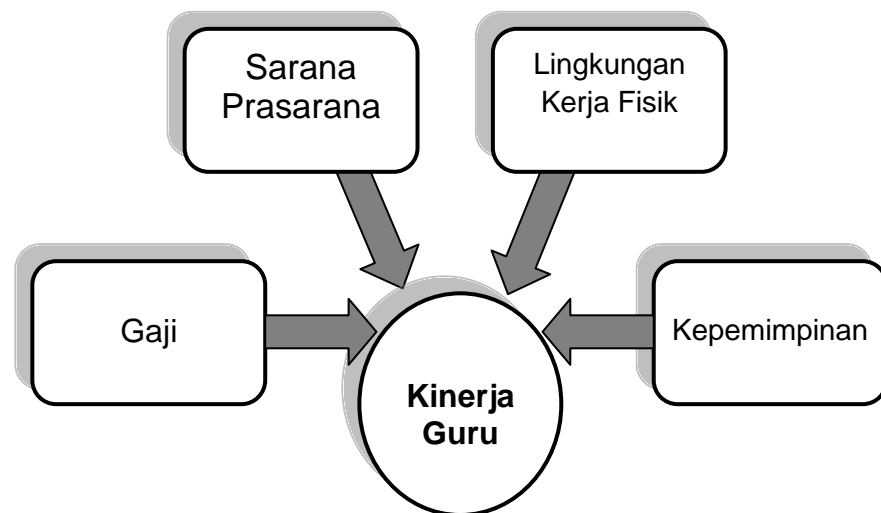 Sarana
Prasarana
Lingkungan
Kerja Fisik
Gaji
Kepemimpinan
Kinerja
Guru